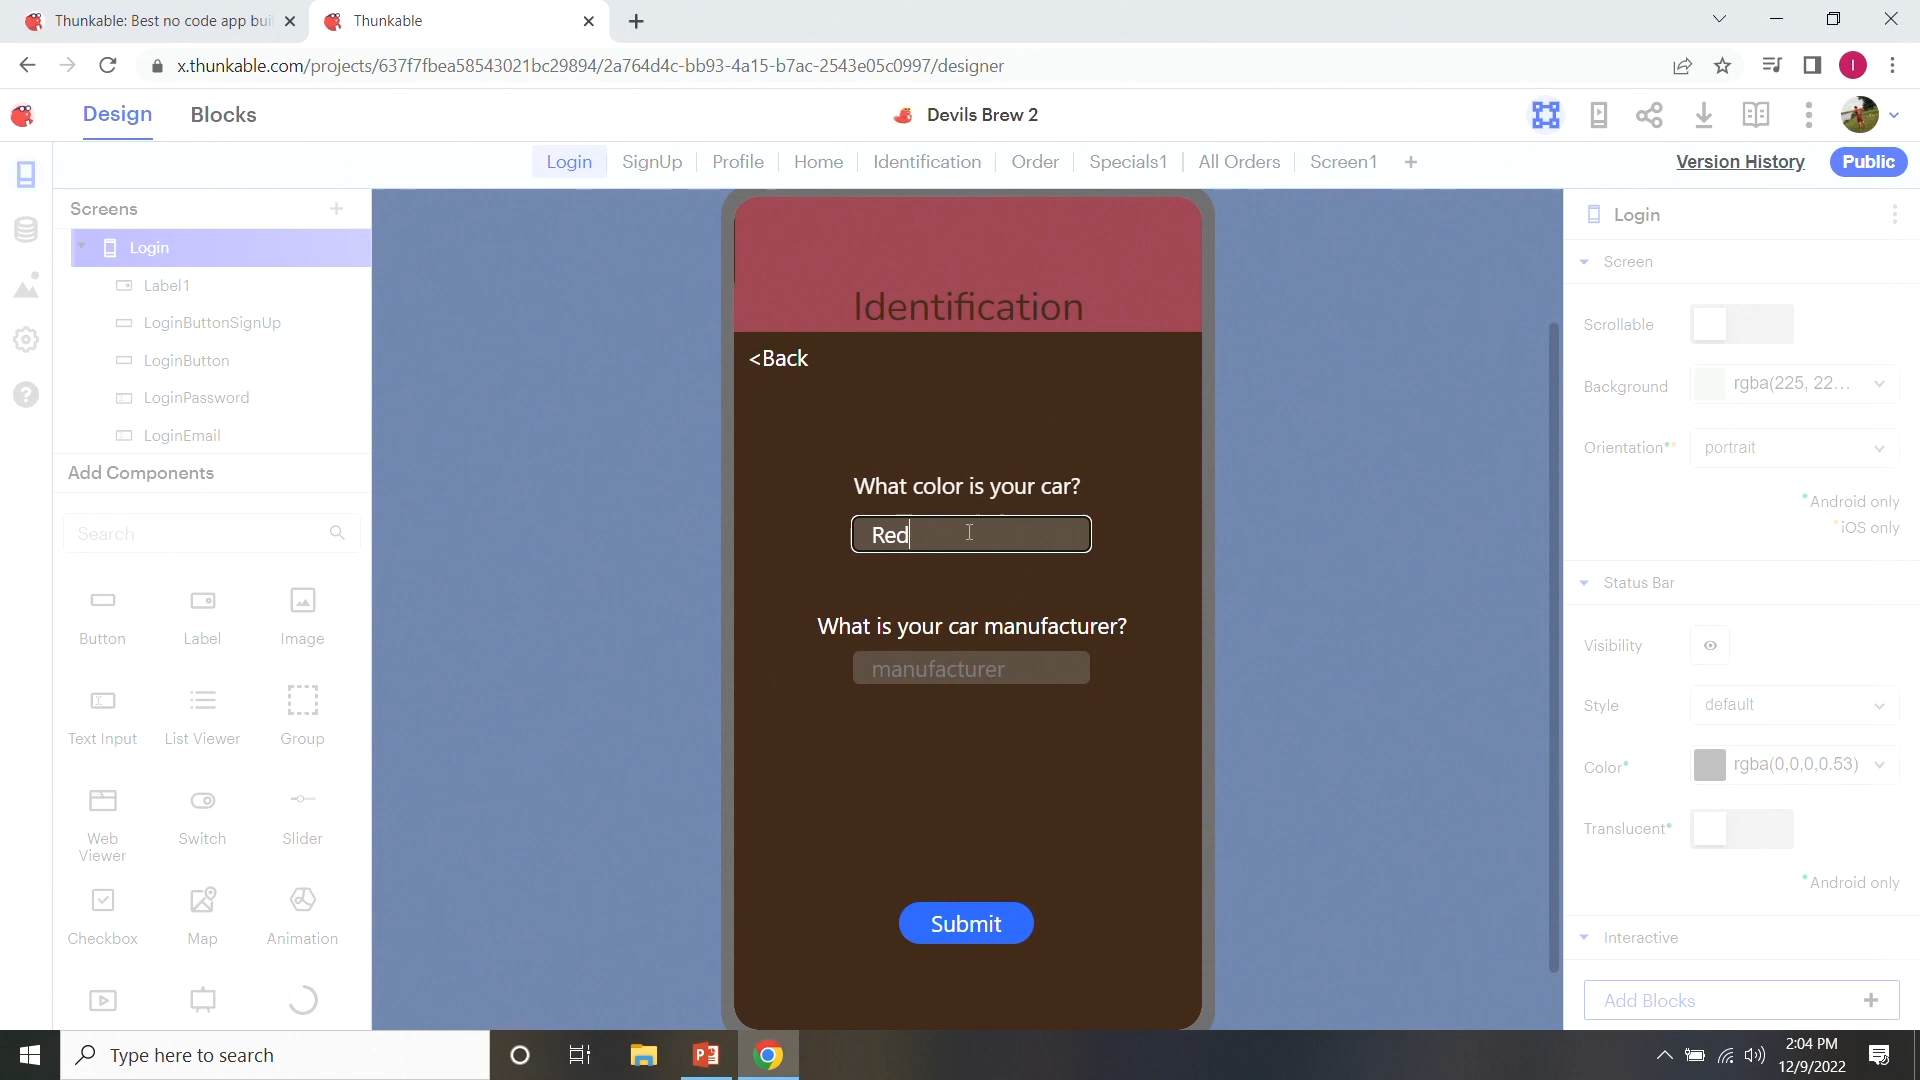 Thunkable: Best no code app bui
Thunkable
x.thunkable.com/projects/637f7fbea58543021bc29894/2a764d4c-bb93-4a15-b7ac-2543e05c0997/designer
I
Design
Blocks
Devils Brew 2
Login
SignUp
Profile
Home
Identification
Order
Specials1
All Orders
Screen1
+
Version History
Public
Screens
+
Login
Label1
LoginButtonSignUp
LoginButton
LoginPassword
LoginEmail
Add Components
Search
Button
Label
Image
Text Input
List Viewer
Group
Web
Viewer
Switch
Slider
Checkbox
Map
Animation
Identification
<Back
What color is your car?
Red
What is your car manufacturer?
manufacturer
Submit
Login
Screen
Scrollable
Background
rgba(225, 22...
Orientation**
portrait
*Android only
*iOS only
Status Bar
Visibility
Style
default
Color*
rgba(0,0,0,0.53)
Translucent*
*Android only
Interactive
Add Blocks
+
Type here to search
2:04 PM
12/9/2022